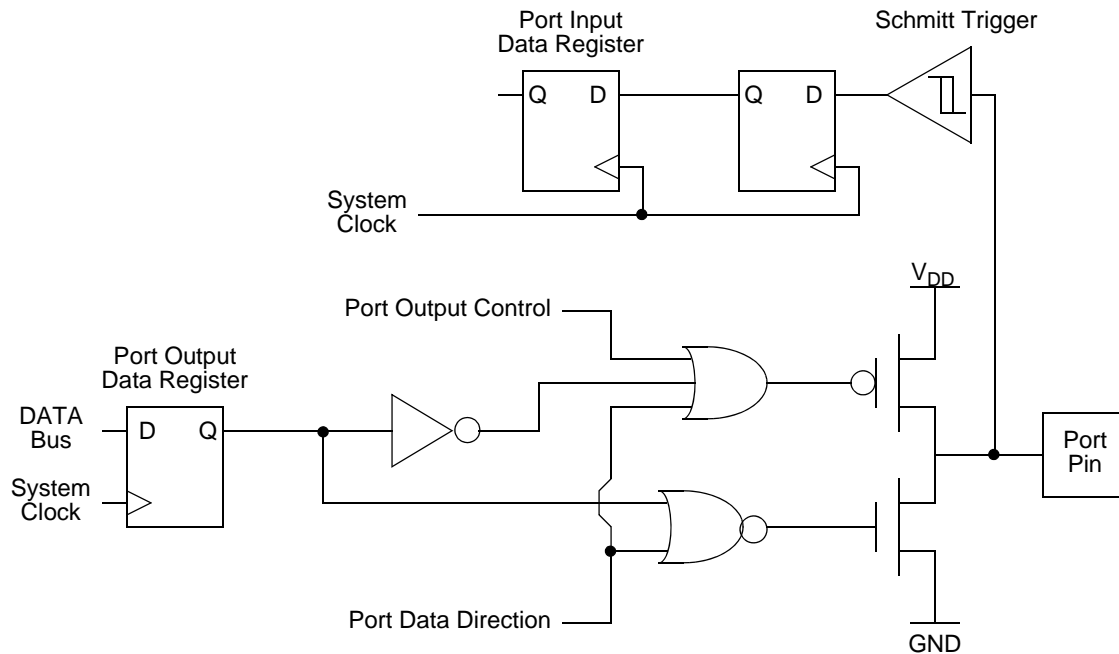 Port Input
Data Register
Schmitt Trigger
Q D
Q D
System
Clock
VDD
Port Output Control
Port Output
Data Register
DATA
Bus
D Q
System
Clock
Port
Pin
Port Data Direction
GND